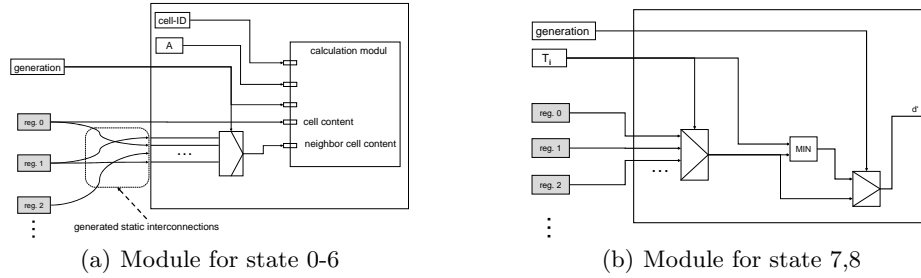 cell-ID
A
calculation modul
generation
reg. 0
cell content
reg. 1
neighbor cell content
reg. 2
generated static interconnections
(a) Module for state 0-6
generation
Ti
reg. 0
d'
reg. 1
MIN
reg. 2
(b) Module for state 7,8